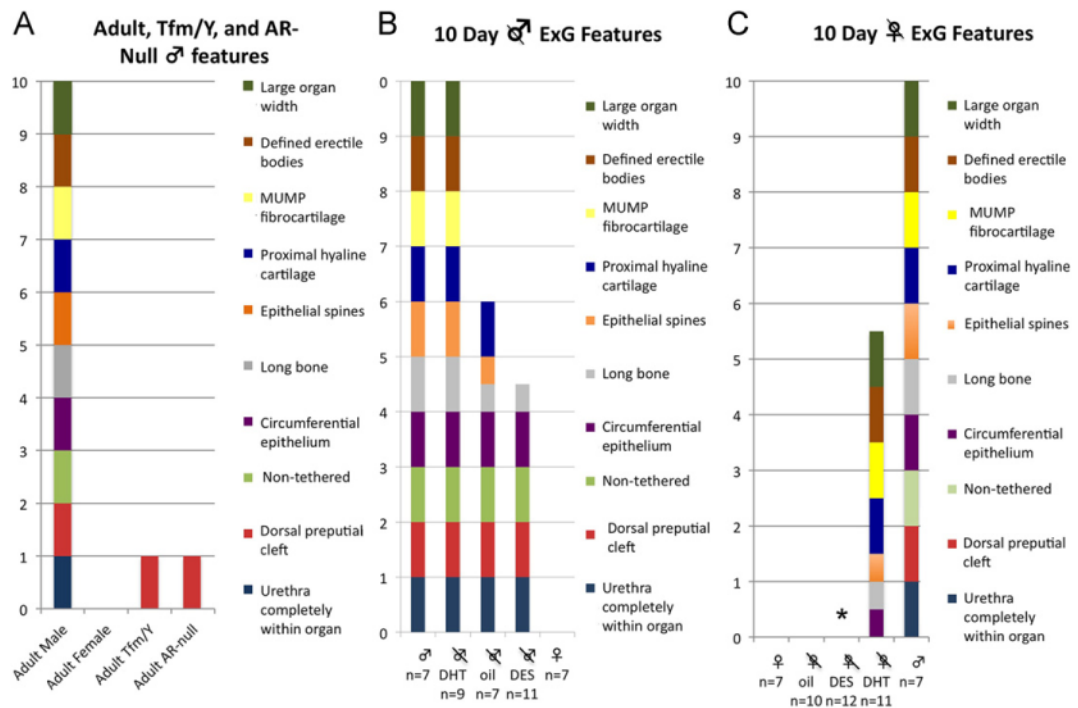 A
Adult, Tfm/Y, and AR-
Null ♂ features
10
9
8
7
6
5
4
3
2
1
0
Adult Male
Adult Female
Adult Tfm/Y
Adult AR-null
Large organ
width
Defined erectile
bodies
MUMP
fibrocartilage
Proximal hyaline
cartilage
Epithelial spines
Long bone
Circumferential
epithelium
Non-tethered
Dorsal preputial
cleft
Urethra
completely
within organ
B
10 Day ♂ ExG Features
0
9
8
7
6
5
4
3
2
1
0
♂ ♂ ♂ ♂ ♀
n=7 DHT oil DES n=7
n=9 n=7 n=11
Large organ
width
Defined erectile
bodies
MUMP
fibrocartilage
Proximal hyaline
cartilage
Epithelial spines
Long bone
Circumferential
epithelium
Non-tethered
Dorsal preputial
cleft
Urethra
completely
within organ
C
10 Day ♀ ExG Features
10
9
8
7
6
5
4
3
2
1
0
*
♀ ♀ ♀ ♀ ♂
n=7 oil DES DHT n=7
n=10 n=12 n=11
Large organ
width
Defined erectile
bodies
MUMP
fibrocartilage
Proximal hyaline
cartilage
Epithelial spines
Long bone
Circumferential
epithelium
Non-tethered
Dorsal preputial
cleft
Urethra
completely
within organ